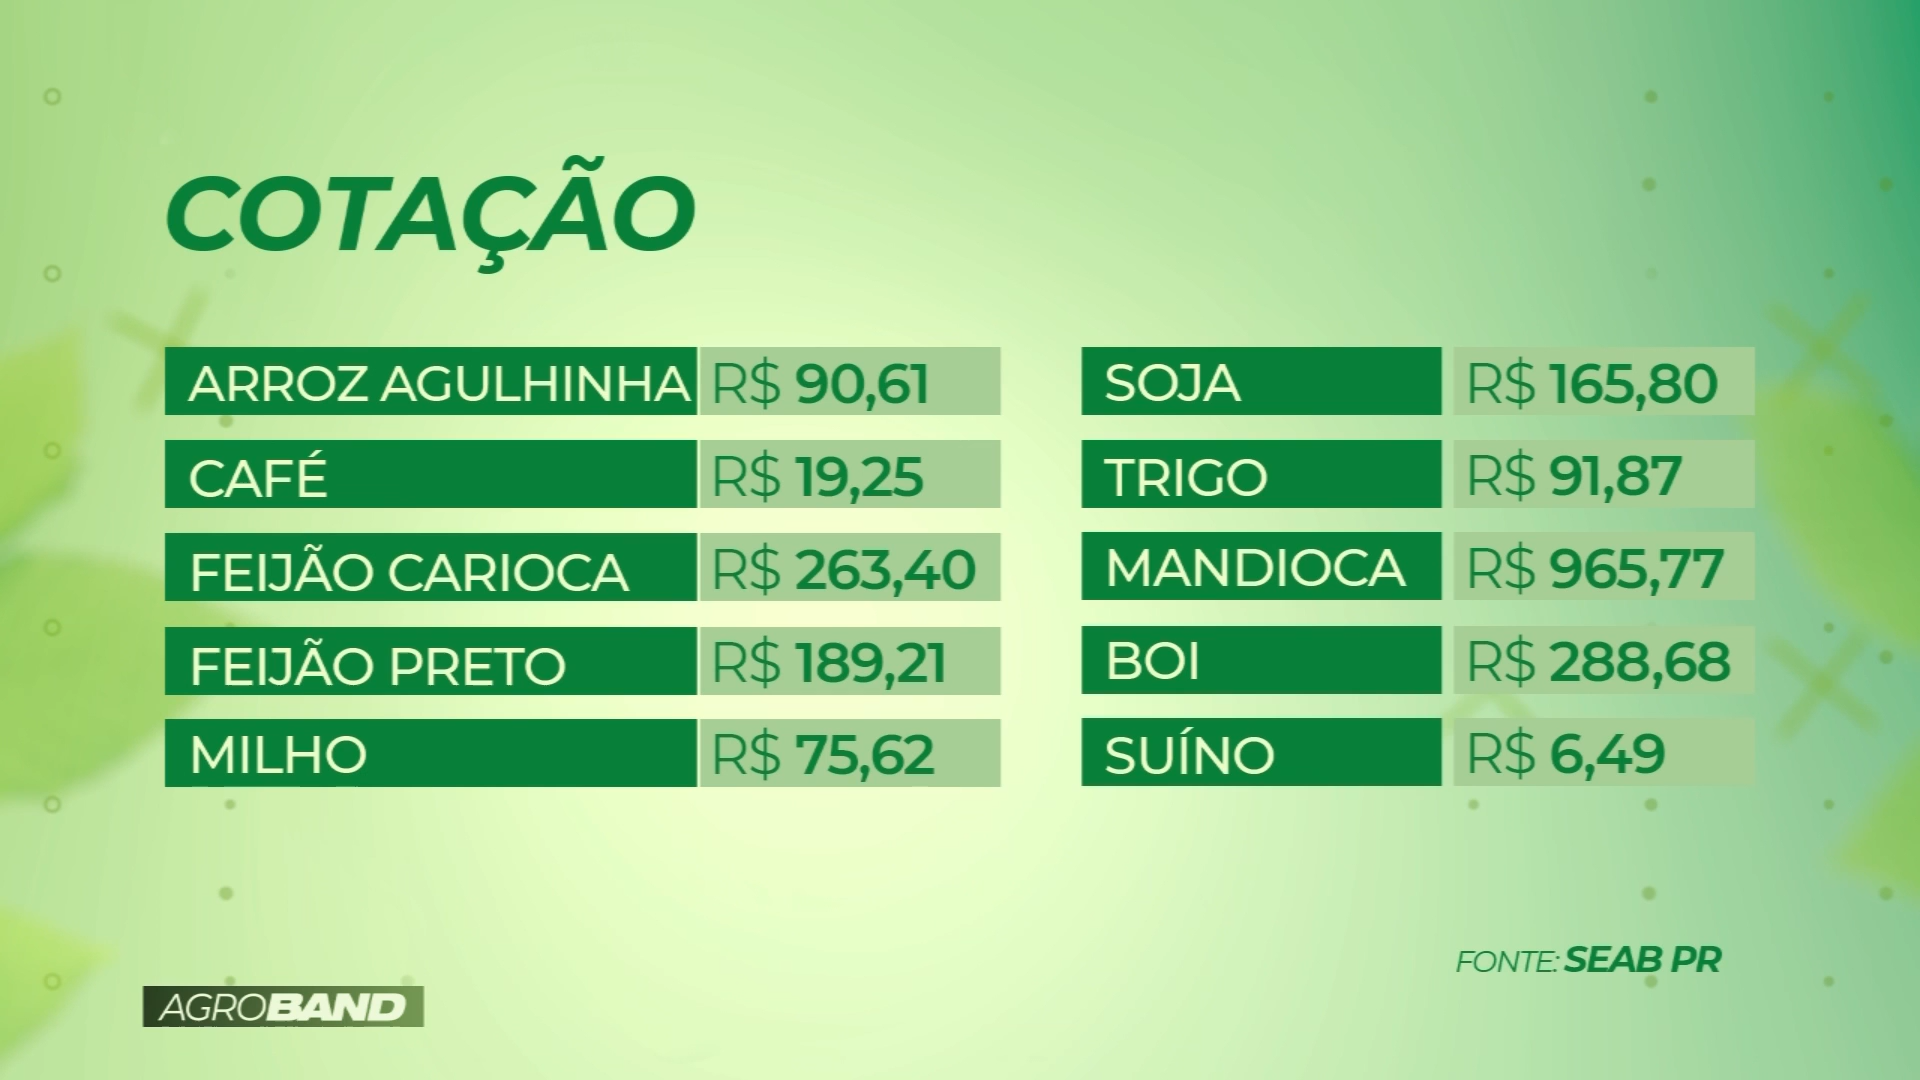 COTAÇÃO
ARROZ AGULHINHA R$ 90,61
CAFÉ R$ 19,25
FEIJÃO CARIOCA R$ 263,40
FEIJÃO PRETO R$ 189,21
MILHO R$ 75,62
SOJA R$ 165,80
TRIGO R$ 91,87
MANDIOCA R$ 965,77
BOI R$ 288,68
SUÍNO R$ 6,49
FONTE: SEAB PR
AGROBAND